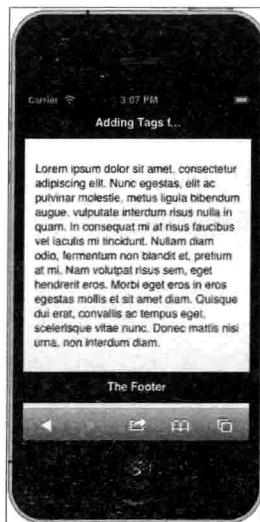 Carrier 3:07 PM
Adding Tags f...
Lorem ipsum dolor sit amet, consectetur
adipiscing elit. Nunc egestas, elit ac
pulvinar molestie, metus ligula bibendum
augue, vulputate interdum risus nulla in
quam. In consequat mi at risus faucibus
vel iaculis mi tincidunt. Nullam diam
odio, fermentum non blandit et, pretium
at mi. Nam volutpat risus sem, eget
hendrerit eros. Morbi eget eros in eros
egestas mollis et sit amet diam. Quisque
dui erat, convallis ac tempus eget,
scelerisque vitae nunc. Donec mattis nisi
urna, non interdum diam.
The Footer